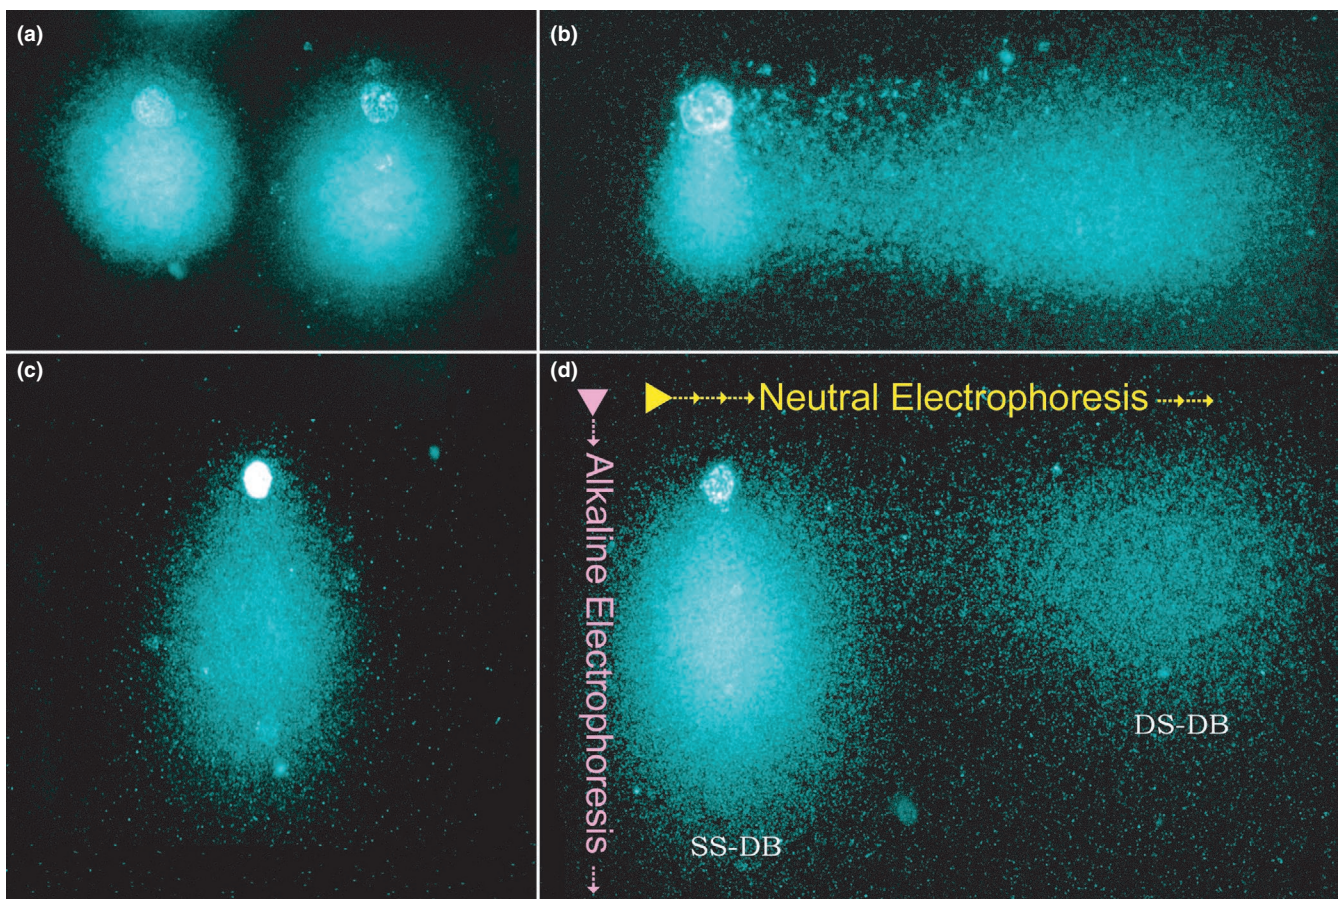 (a)
(b)
(c)
(d)
Neutral Electrophoresis
Alkaline Electrophoresis
DS-DB
SS-DB